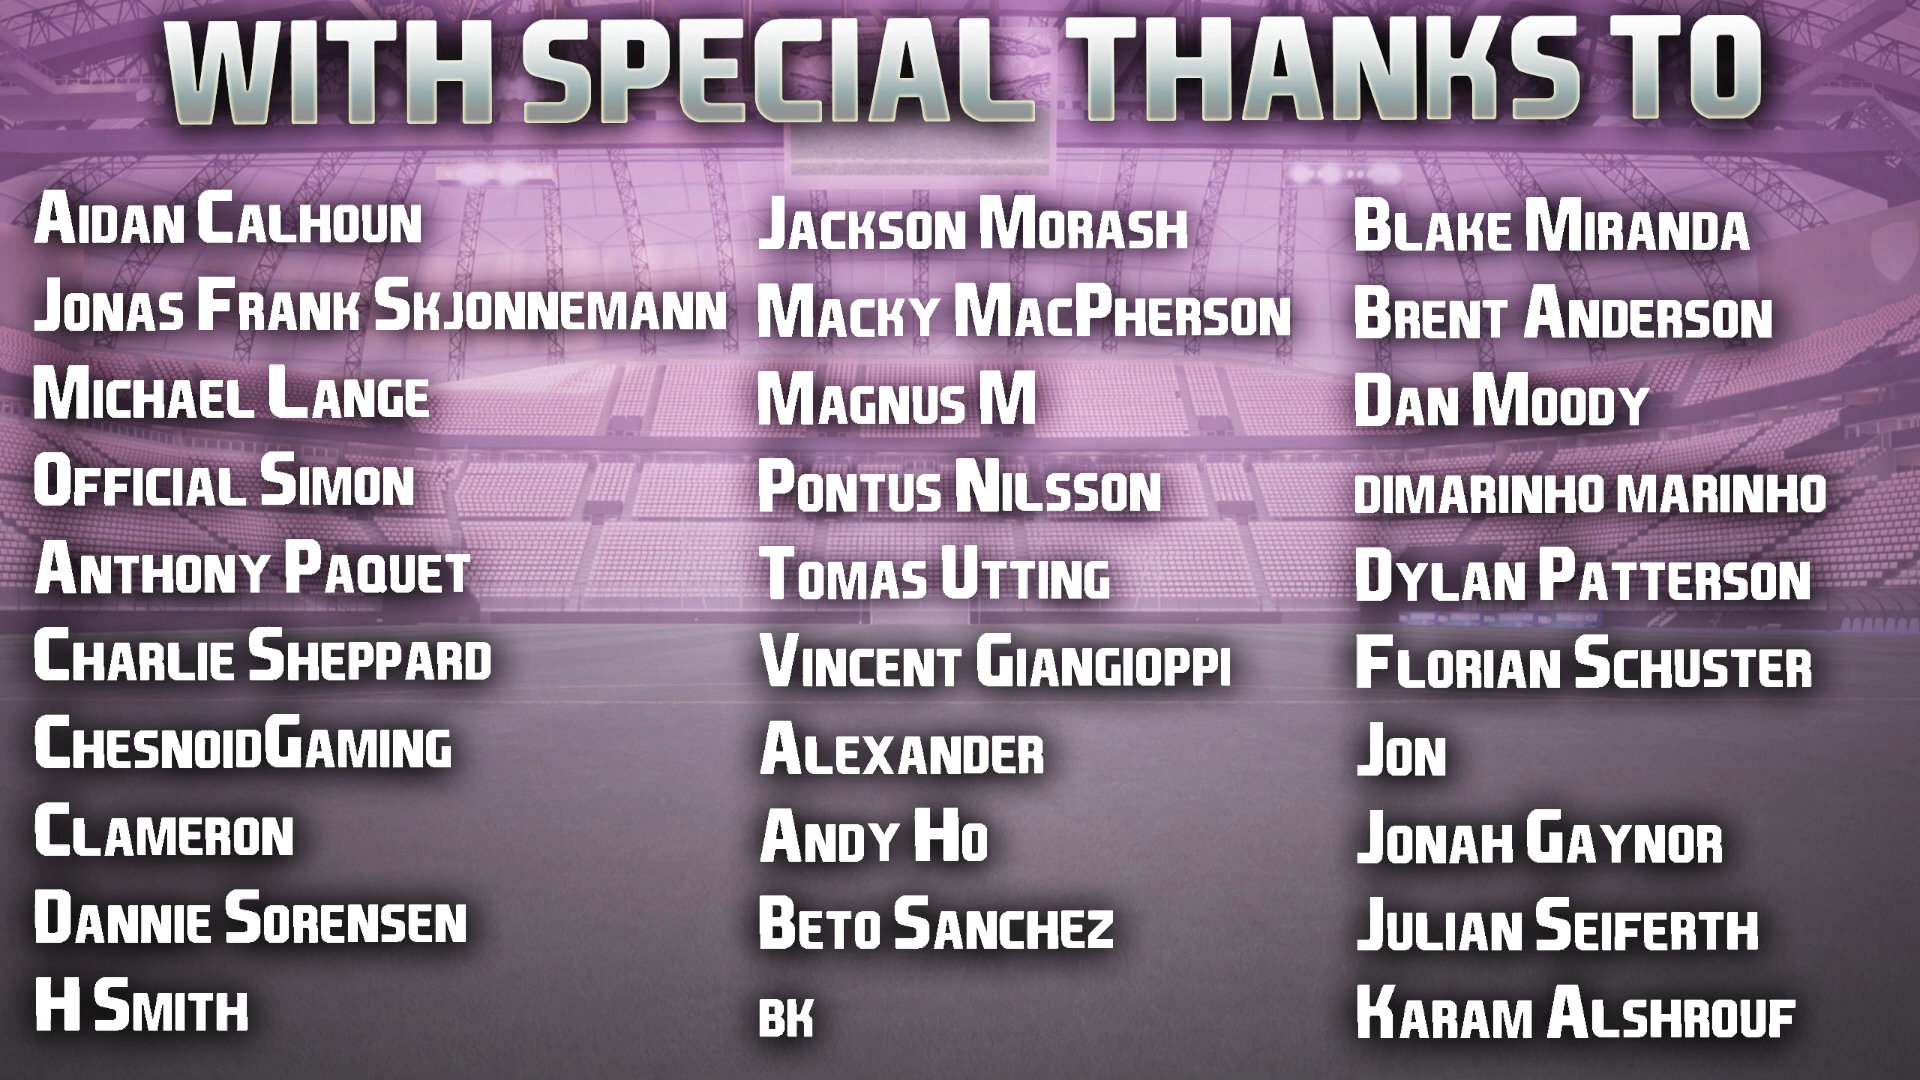 WITH SPECIAL THANKS TO
Aidan Calhoun
Jonas Frank Skjonnemann
Michael Lange
Official Simon
Anthony Paquet
Charlie Sheppard
ChesnoidGaming
Clameron
Dannie Sorensen
H Smith
Jackson Morash
Macky MacPherson
Magnus M
Pontus Nilsson
Tomas Utting
Vincent Giangioppi
Alexander
Andy Ho
Beto Sanchez
bk
Blake Miranda
Brent Anderson
Dan Moody
dimarinho marinho
Dylan Patterson
Florian Schuster
Jon
Jonah Gaynor
Julian Seiferth
Karam Alshrouf